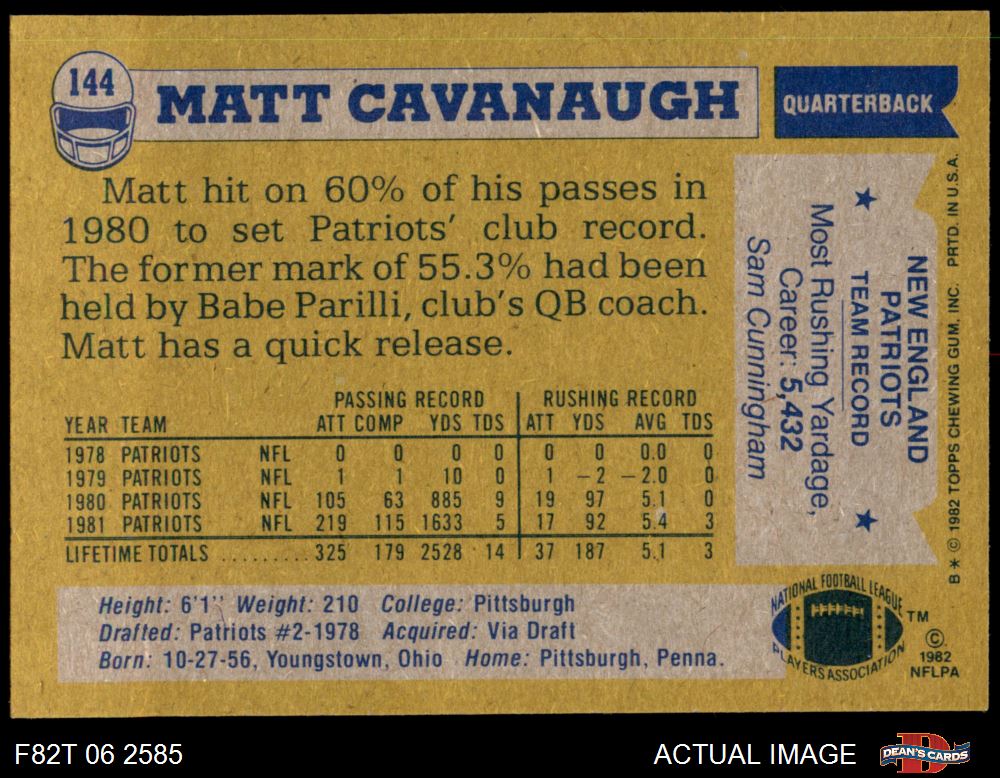 144
MATT CAVANAUGH
QUARTERBACK
Matt hit on 60% of his passes in
1980 to set Patriots' club record.
The former mark of 55.3% had been
held by Babe Parilli, club's QB coach.
Matt has a quick release.
PASSING RECORD RUSHING RECORD
YEAR TEAM ATT COMP YDS TDS ATT YDS AVG TDS
1978 PATRIOTS NFL 0 0 0 0 0 0 0.0 0
1979 PATRIOTS NFL 1 1 10 0 1 -2 -2.0 0
1980 PATRIOTS NFL 105 63 885 9 19 97 5.1 0
1981 PATRIOTS NFL 219 115 1633 5 17 92 5.4 3
LIFETIME TOTALS ......... 325 179 2528 14 37 187 5.1 3
Height: 6'1" Weight: 210 College: Pittsburgh
Drafted: Patriots #2-1978 Acquired: Via Draft
Born: 10-27-56, Youngstown, Ohio Home: Pittsburgh, Penna.
NEW ENGLAND
PATRIOTS
★ TEAM RECORD ★
Most Rushing Yardage,
Career: 5,432
Sam Cunningham
B* © 1982 TOPPS CHEWING GUM, INC. PRTD. IN U.S.A.
NATIONAL FOOTBALL LEAGUE
PLAYERS ASSOCIATION
TM
©
1982
NFLPA
F82T 06 2585
ACTUAL IMAGE
DEAN'S CARDS